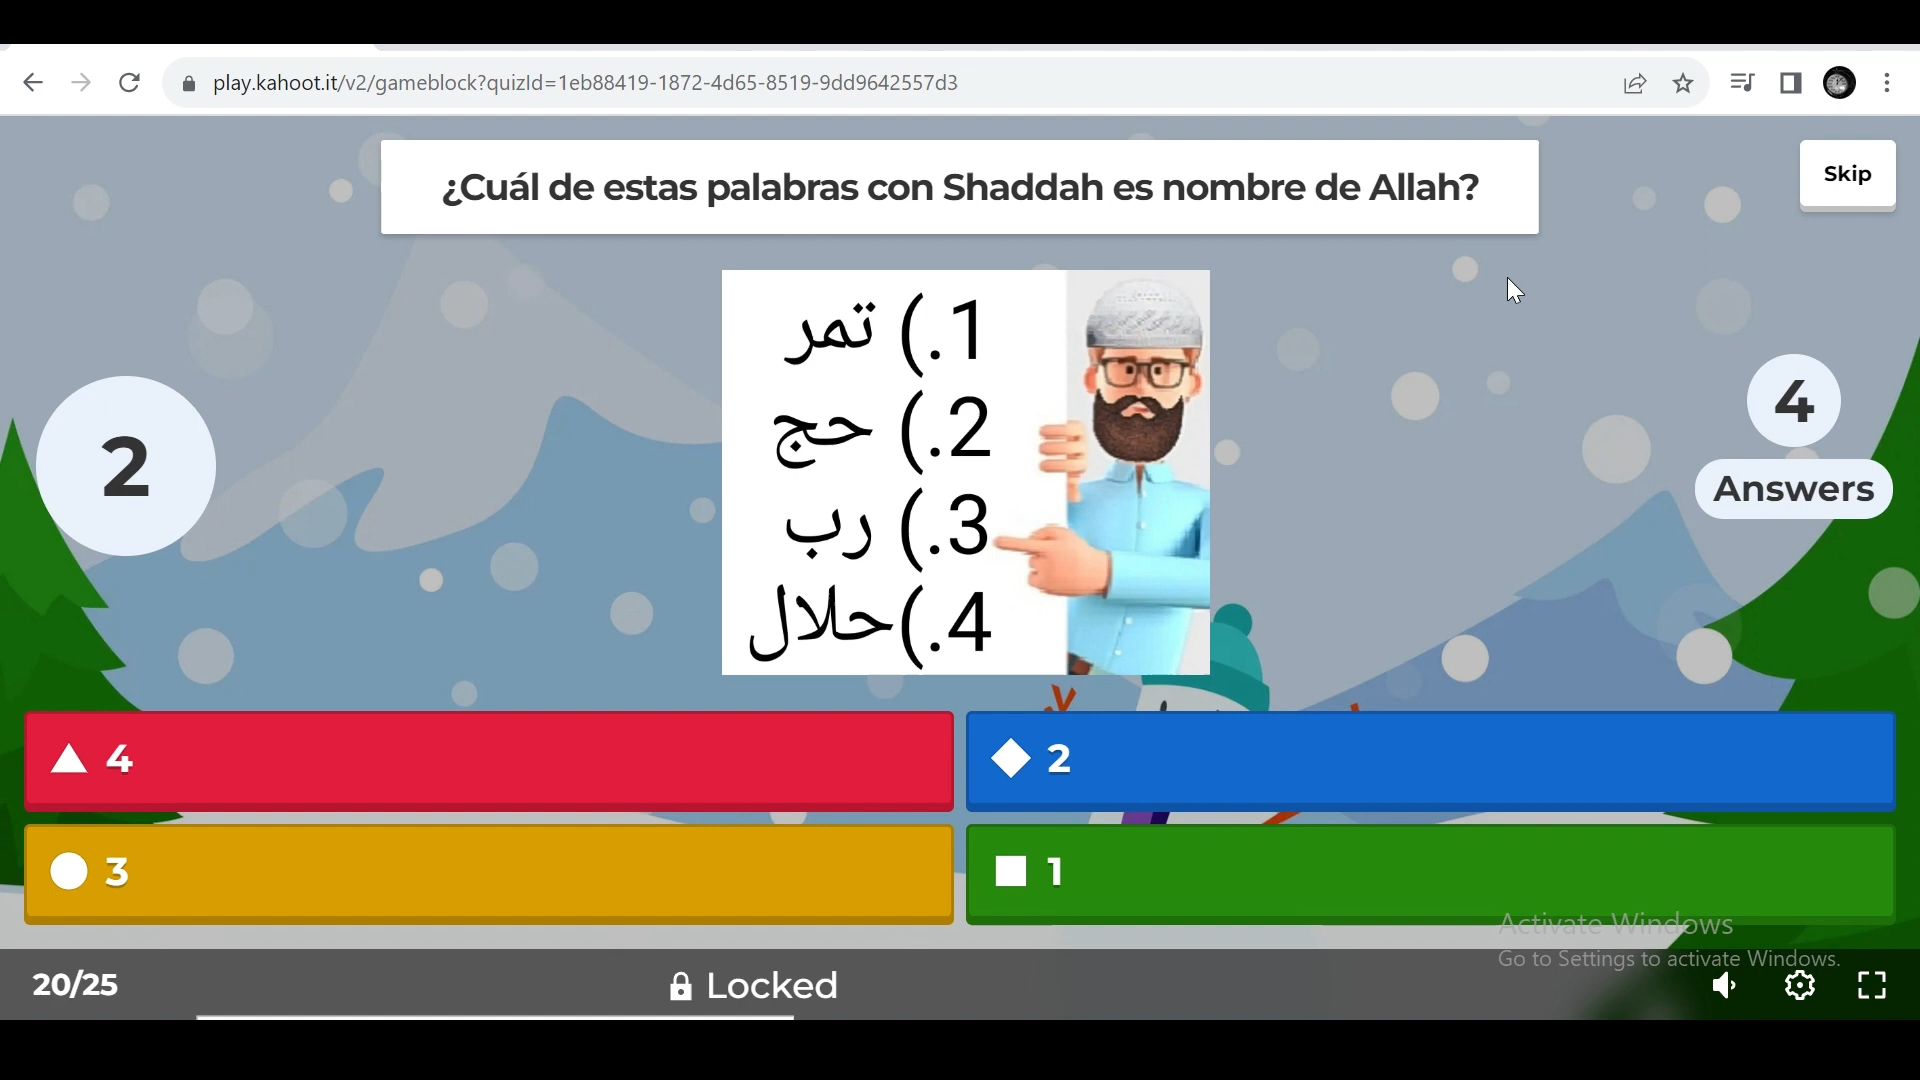 play.kahoot.it/v2/gameblock?quizId=1eb88419-1872-4d65-8519-9dd9642557d3
¿Cuál de estas palabras con Shaddah es nombre de Allah?
Skip
1.) تمر
2.) حج
3.) رب
4.) حلال
2
4
Answers
4
2
3
1
Activate Windows
Go to Settings to activate Windows.
20/25
Locked